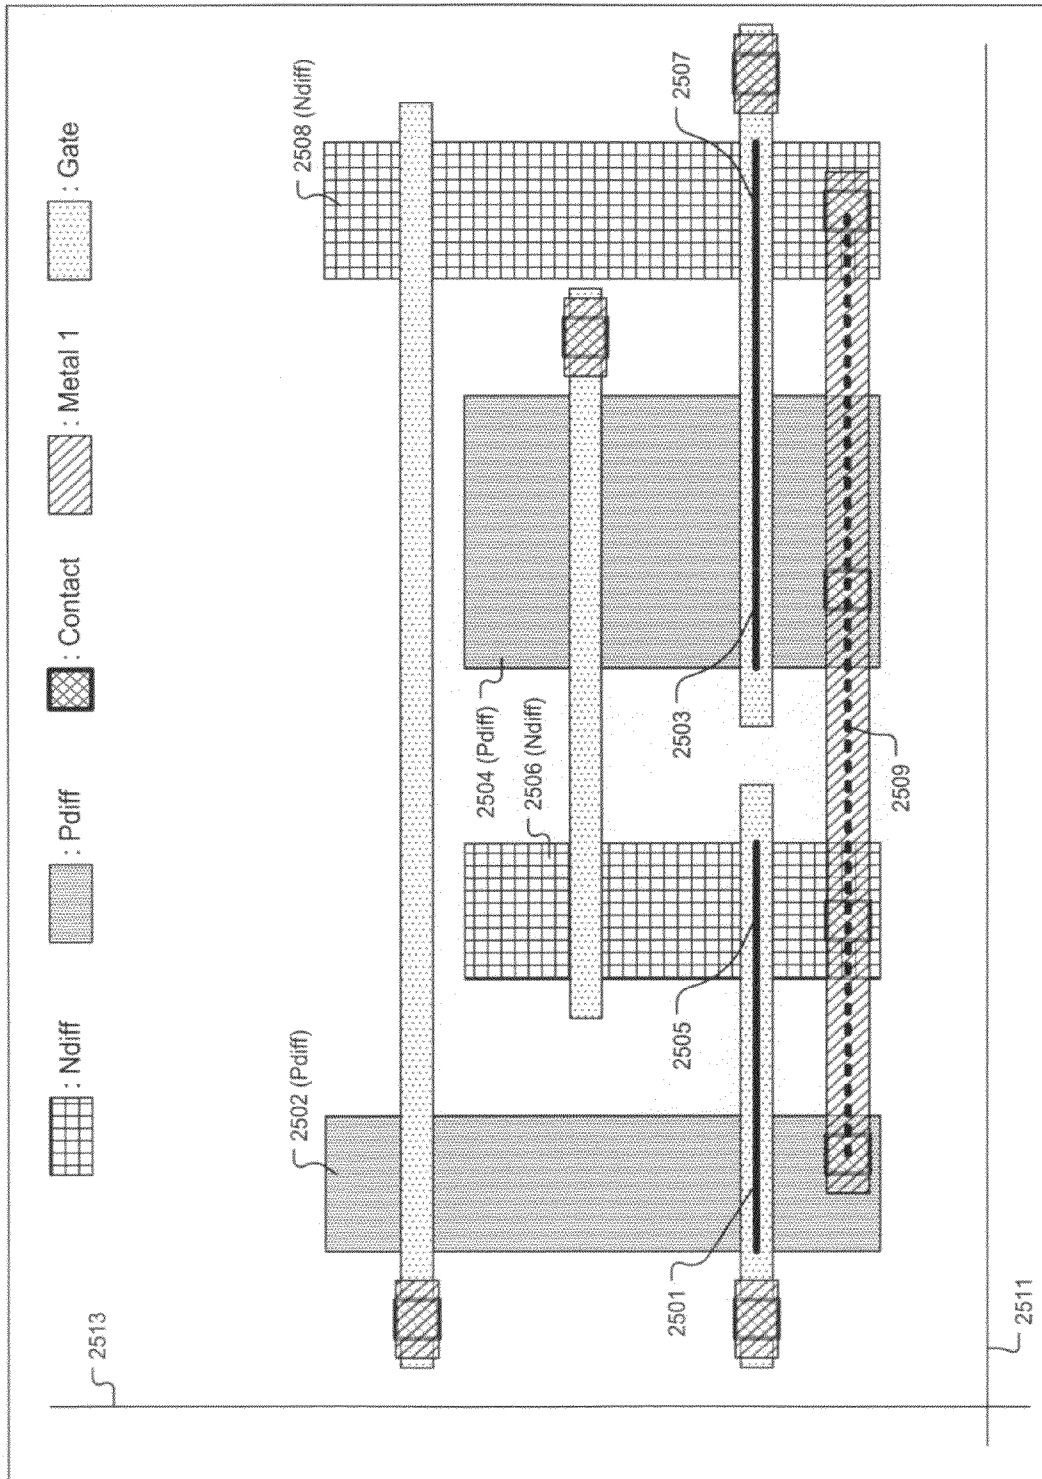 : Ndiff
: Pdiff
: Contact
: Metal 1
: Gate
2513
2502 (Pdiff)
2504 (Pdiff)
2506 (Ndiff)
2508 (Ndiff)
2501
2505
2503
2507
2509
2511